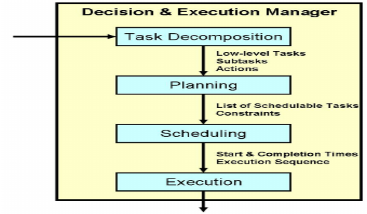 Decision & Execution Manager
Task Decomposition
Low-level Tasks
Subtasks
Actions
Planning
List of Schedulable Tasks
Constraints
Scheduling
Start & Completion Times
Execution Sequence
Execution